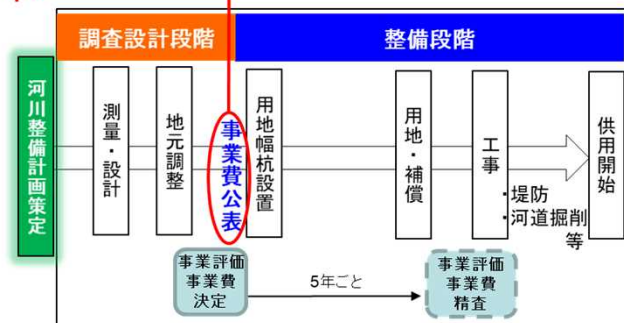 調査設計段階
整備段階
河川整備計画策定
測量・設計
地元調整
事業費公表
用地幅杭設置
用地・補償
工事
・堤防
・河道掘削
等
供用開始
事業評価
事業費
決定
5年ごと
事業評価
事業費
精査